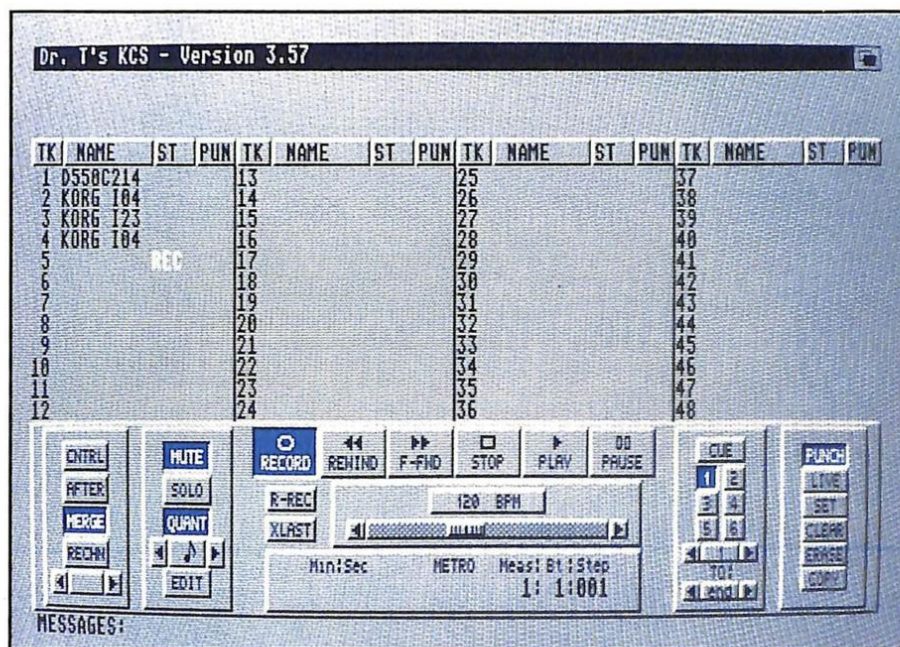 Dr. T's KCS - Version 3.57
TK NAME ST PUN TK NAME ST PUN TK NAME ST PUN TK NAME ST PUN
1 D550C214 13 25 37
2 KORG I04 14 26 38
3 KORG I23 15 27 39
4 KORG I04 16 28 40
5 REC 17 29 41
6 18 30 42
7 19 31 43
8 20 32 44
9 21 33 45
10 22 34 46
11 23 35 47
12 24 36 48
CNTRL
AFTER
MERGE
RECHN
MUTE
SOLO
QUANT
EDIT
RECORD REWIND F-FWD STOP PLAY PAUSE
R-REC
XLAST
120 BPM
Min:Sec METRO Meas: Bt:Step
1: 1:001
CUE
1 2
3 4
5 6
1
TO:
end
PUNCH
LIVE
SET
CLEAR
ERASE
COPY
MESSAGES: